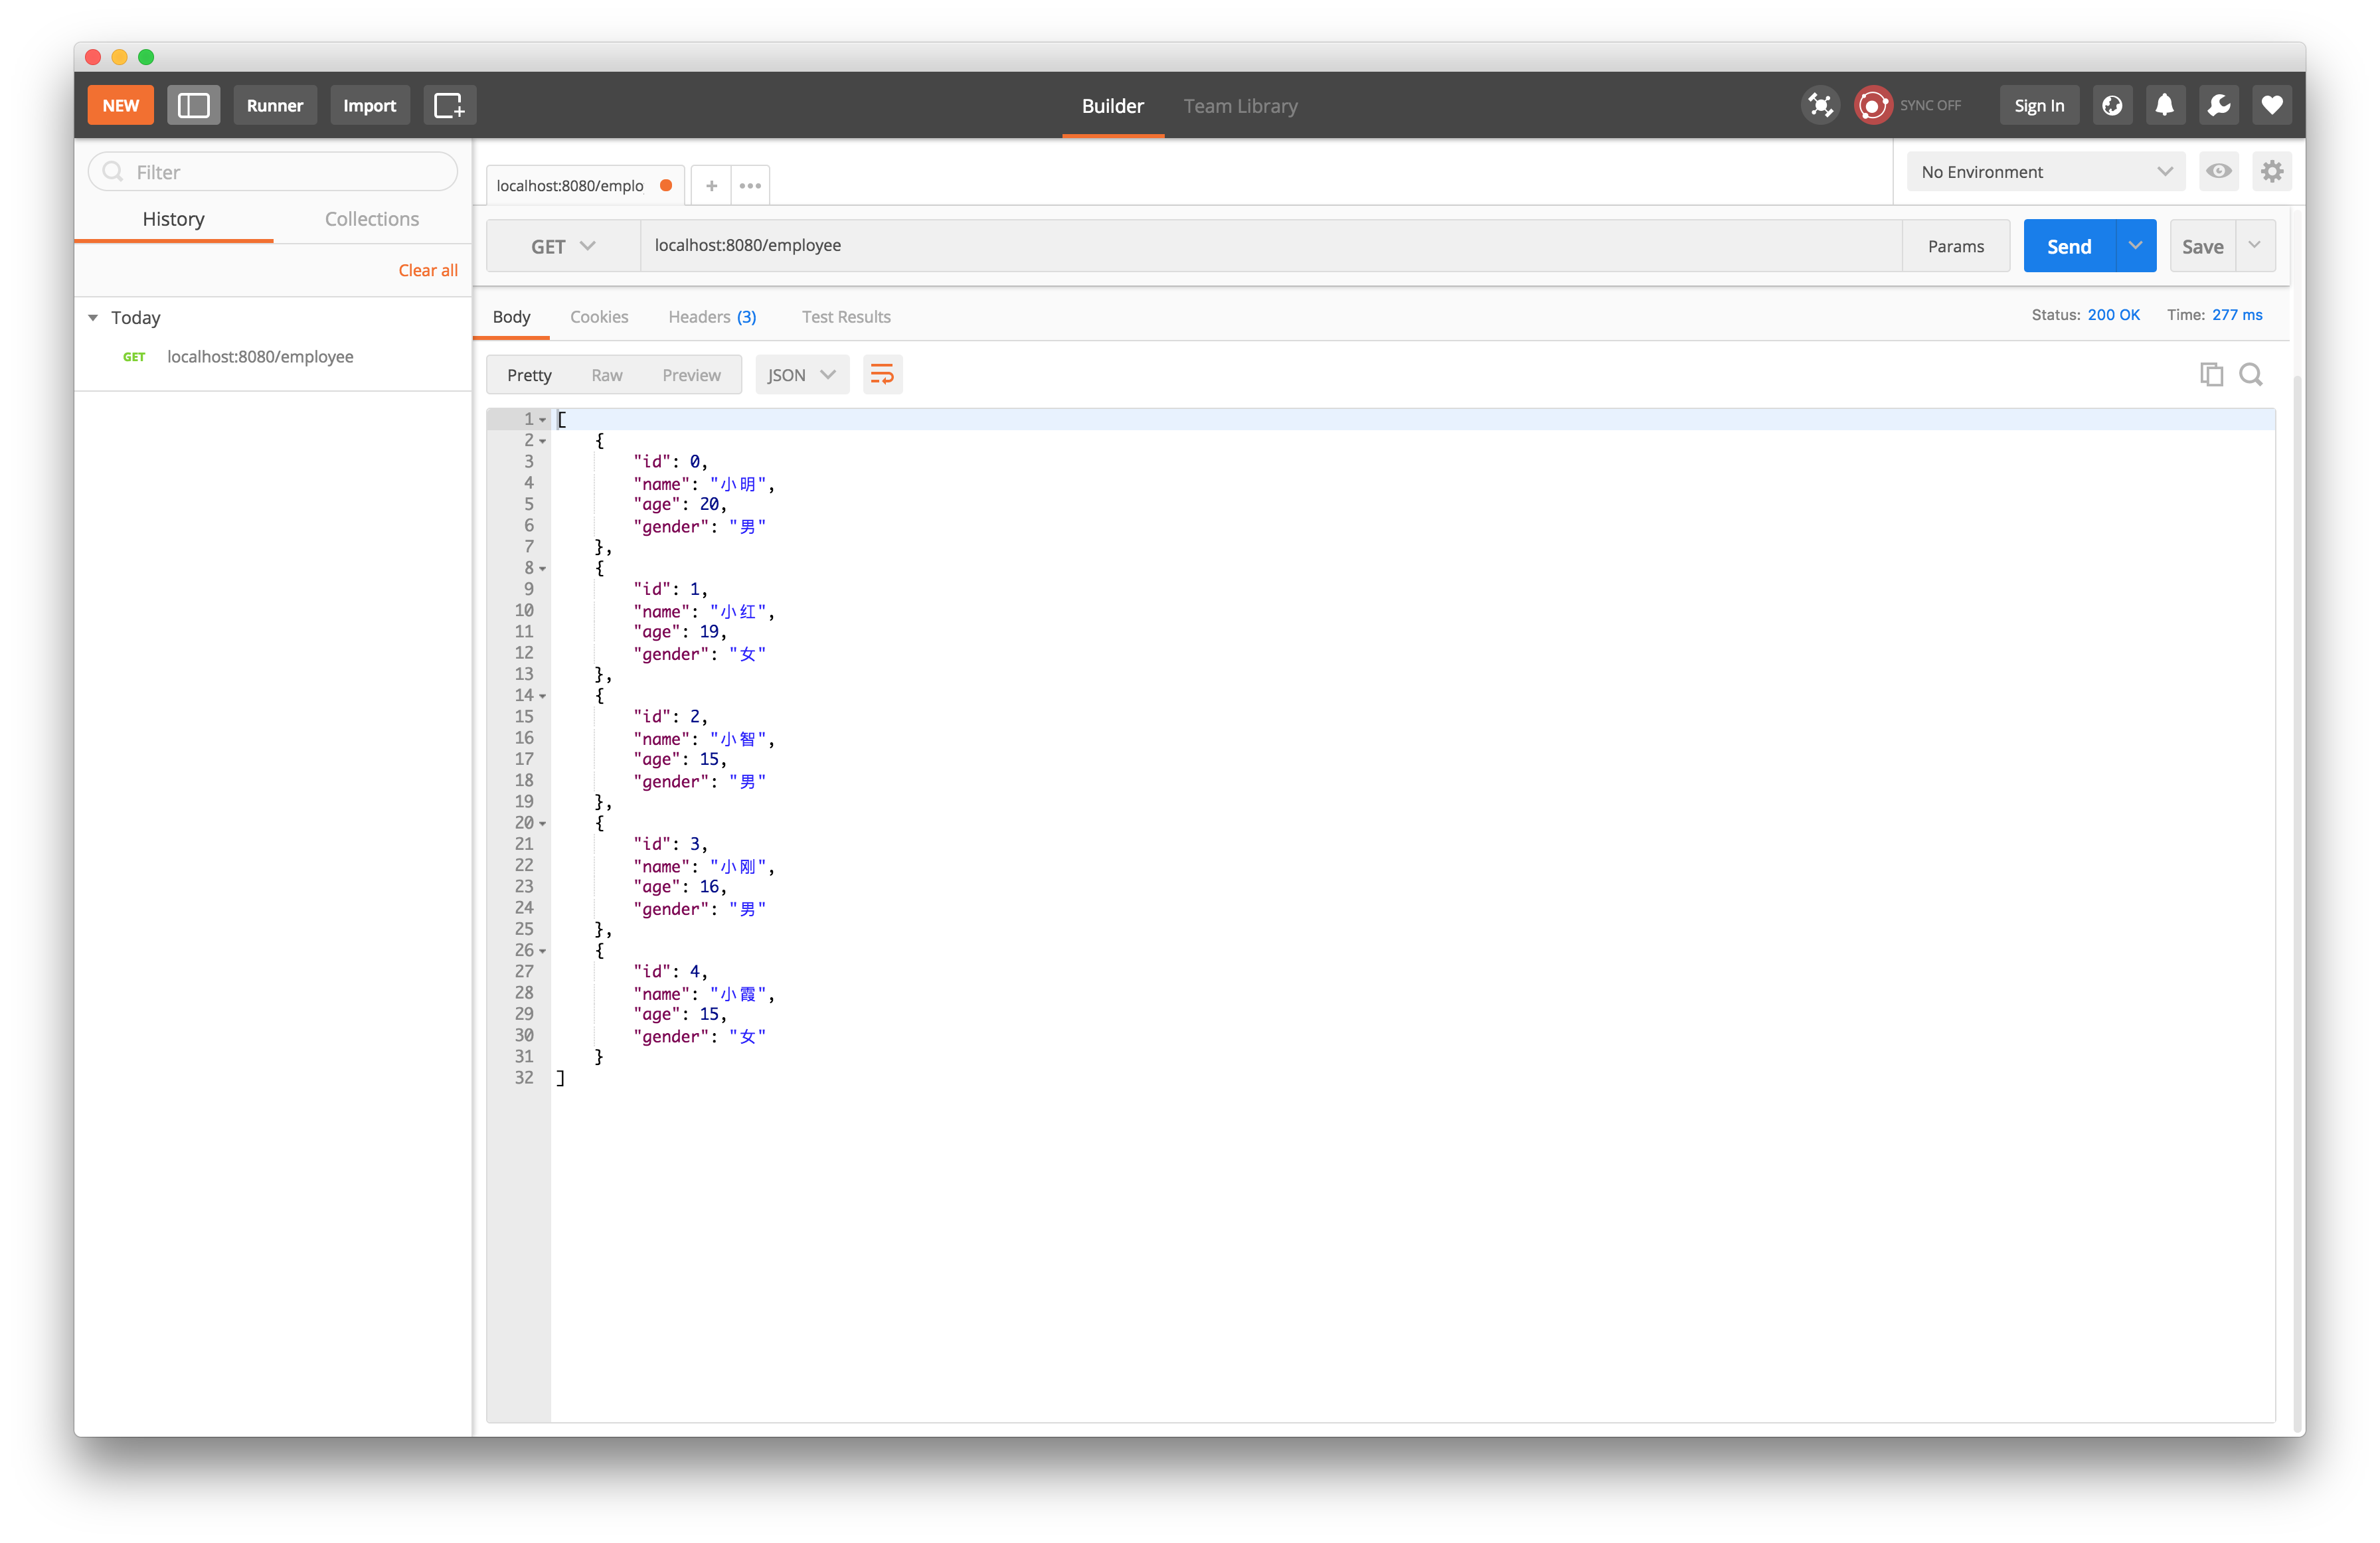 NEW Runner Import Builder Team Library SYNC OFF Sign In
Filter
localhost:8080/emplo
No Environment
History Collections
GET localhost:8080/employee Params Send Save
Clear all
Today
GET localhost:8080/employee
Body Cookies Headers (3) Test Results Status: 200 OK Time: 277 ms
Pretty Raw Preview JSON
1 [
2 {
3 "id": 0,
4 "name": "小明",
5 "age": 20,
6 "gender": "男"
7 },
8 {
9 "id": 1,
10 "name": "小红",
11 "age": 19,
12 "gender": "女"
13 },
14 {
15 "id": 2,
16 "name": "小智",
17 "age": 15,
18 "gender": "男"
19 },
20 {
21 "id": 3,
22 "name": "小刚",
23 "age": 16,
24 "gender": "男"
25 },
26 {
27 "id": 4,
28 "name": "小霞",
29 "age": 15,
30 "gender": "女"
31 }
32 ]